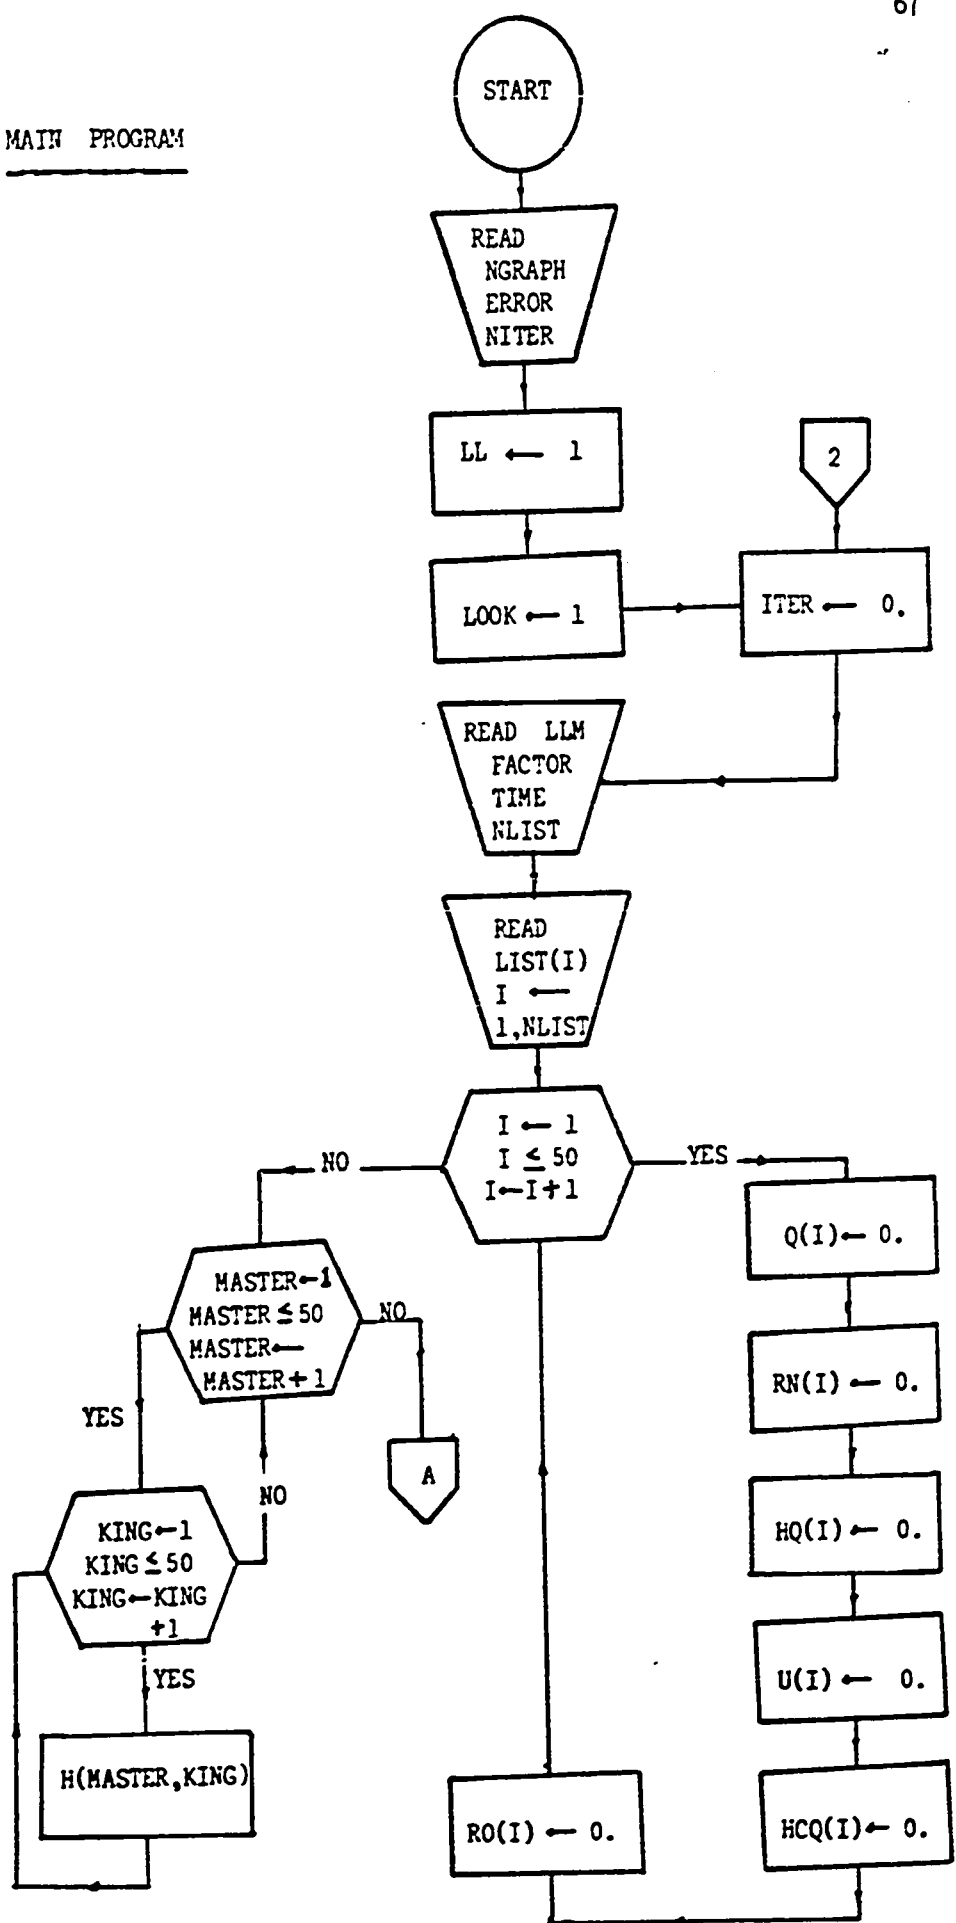 67
START
MAIN PROGRAM
READ
NGRAPH
ERROR
NITER
LL ← 1
2
LOOK ← 1
ITER ← 0.
READ LLM
FACTOR
TIME
NLIST
READ
LIST(I)
I ←
1,NLIST
I ← 1
I ≤ 50
I←I+1
NO
YES
Q(I)← 0.
MASTER←1
MASTER ≤ 50
MASTER←
MASTER+1
NO
YES
RN(I) ← 0.
A
NO
KING←1
KING ≤ 50
KING←KING
+1
HQ(I) ← 0.
YES
U(I) ← 0.
H(MASTER,KING)
RO(I) ← 0.
HCQ(I)← 0.